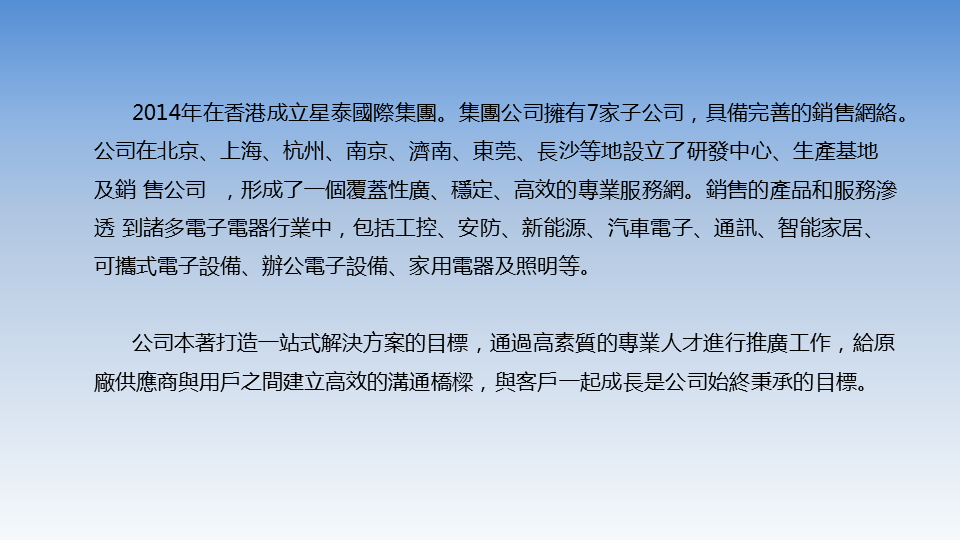 2014年在香港成立星泰國際集團。集團公司擁有7家子公司，具備完善的銷售網絡。
公司在北京、上海、杭州、南京、濟南、東莞、長沙等地設立了研發中心、生產基地
及銷 售公司 ，形成了一個覆蓋性廣、穩定、高效的專業服務網。銷售的產品和服務滲
透 到諸多電子電器行業中，包括工控、安防、新能源、汽車電子、通訊、智能家居、
可攜式電子設備、辦公電子設備、家用電器及照明等。
公司本著打造一站式解決方案的目標，通過高素質的專業人才進行推廣工作，給原
廠供應商與用戶之間建立高效的溝通橋樑，與客戶一起成長是公司始終秉承的目標。